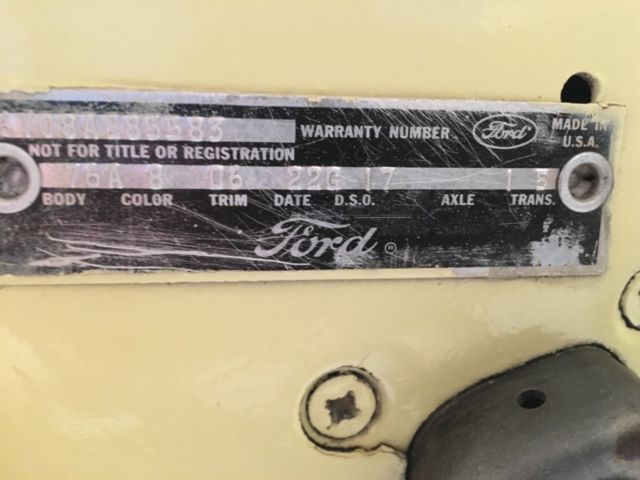 08A285583 WARRANTY NUMBER Ford MADE IN U.S.A.
NOT FOR TITLE OR REGISTRATION
76A 8 06 22G 17 1 5
BODY COLOR TRIM DATE D.S.O. AXLE TRANS.
Ford ®